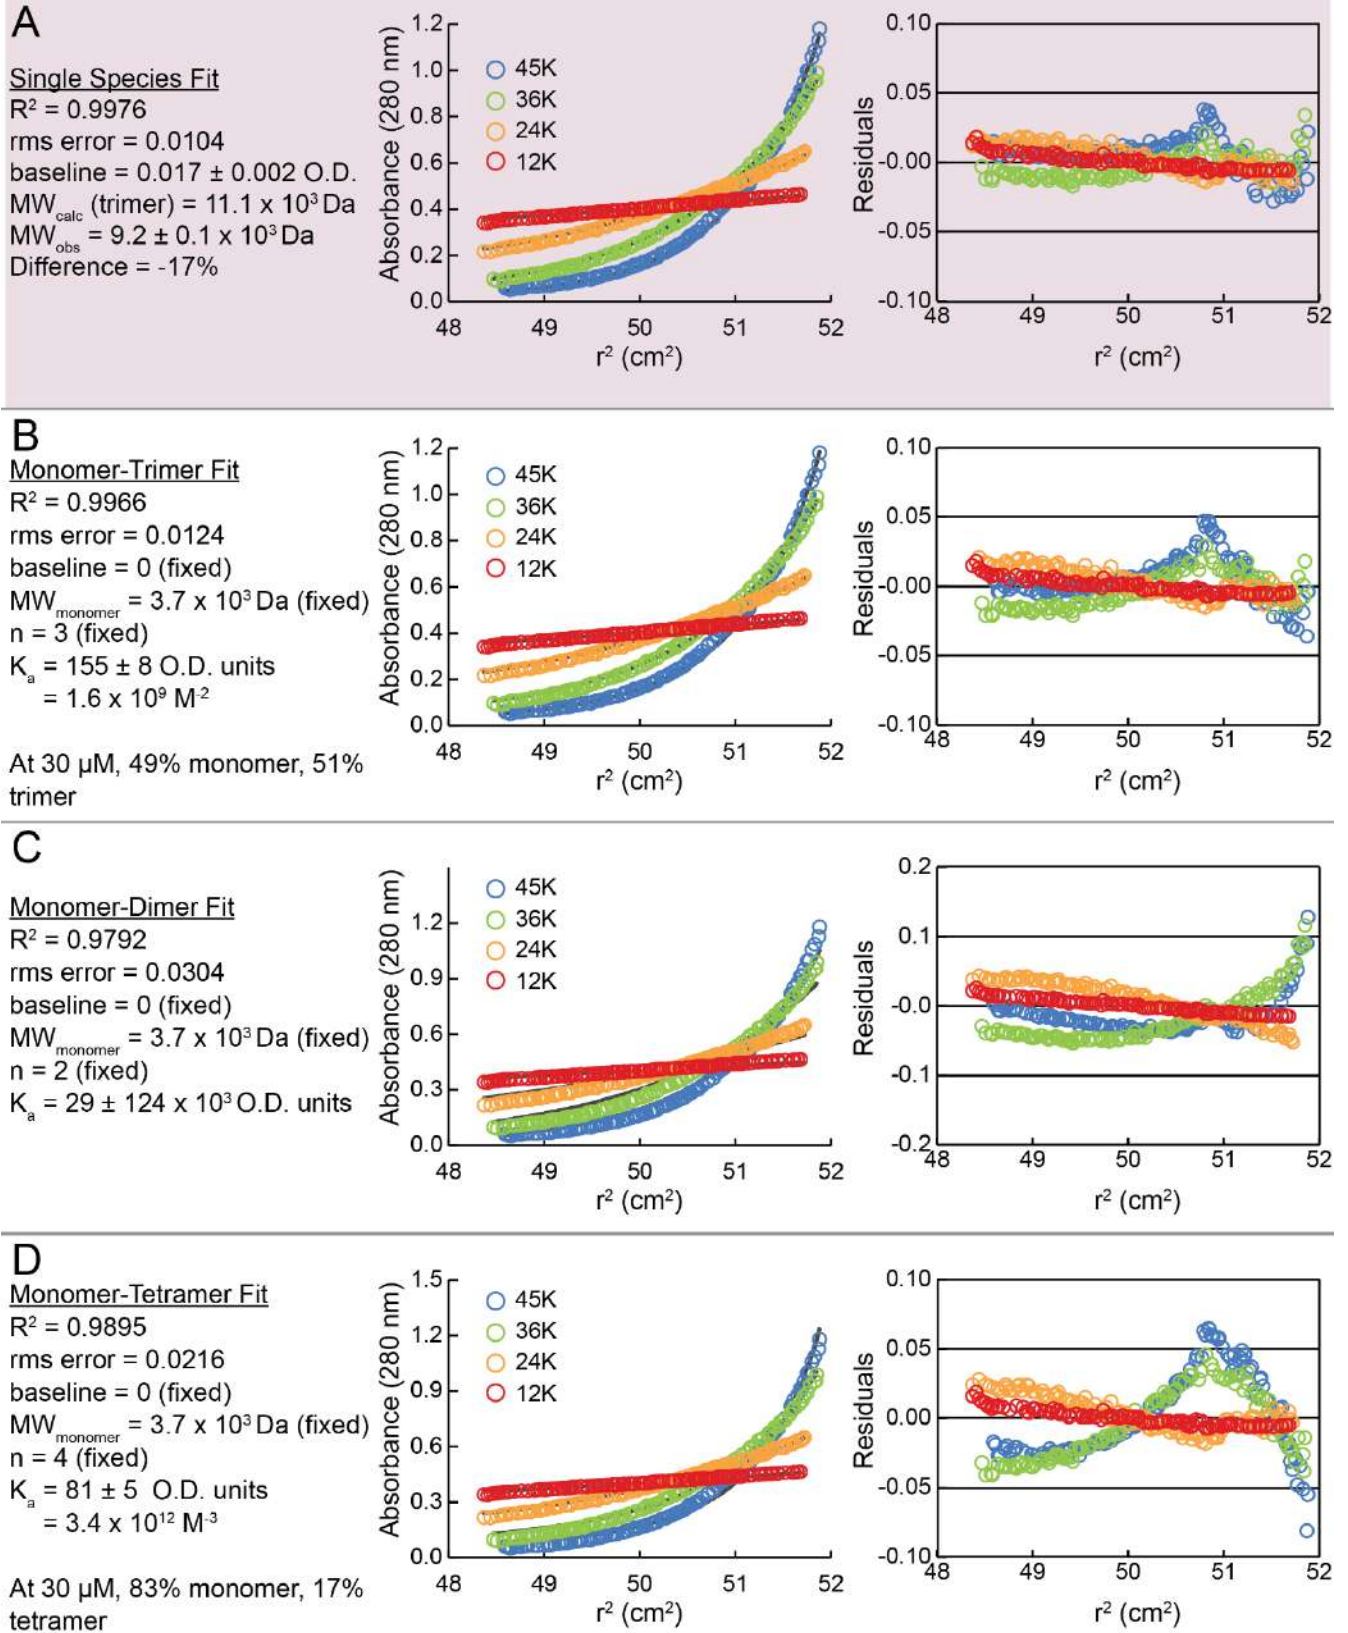 A
Single Species Fit
R² = 0.9976
rms error = 0.0104
baseline = 0.017 ± 0.002 O.D.
MWcalc (trimer) = 11.1 x 10³ Da
MWobs = 9.2 ± 0.1 x 10³ Da
Difference = -17%
Absorbance (280 nm)
1.2
1.0
0.8
0.6
0.4
0.2
0.0
45K
36K
24K
12K
48 49 50 51 52
r² (cm²)
Residuals
0.10
0.05
-0.00
-0.05
-0.10
48 49 50 51 52
r² (cm²)
B
Monomer-Trimer Fit
R² = 0.9966
rms error = 0.0124
baseline = 0 (fixed)
MWmonomer = 3.7 x 10³ Da (fixed)
n = 3 (fixed)
Ka = 155 ± 8 O.D. units
= 1.6 x 10⁹ M⁻²
At 30 µM, 49% monomer, 51%
trimer
Absorbance (280 nm)
1.2
1.0
0.8
0.6
0.4
0.2
0.0
45K
36K
24K
12K
48 49 50 51 52
r² (cm²)
Residuals
0.10
0.05
-0.00
-0.05
-0.10
48 49 50 51 52
r² (cm²)
C
Monomer-Dimer Fit
R² = 0.9792
rms error = 0.0304
baseline = 0 (fixed)
MWmonomer = 3.7 x 10³ Da (fixed)
n = 2 (fixed)
Ka = 29 ± 124 x 10³ O.D. units
Absorbance (280 nm)
1.2
0.9
0.6
0.3
0.0
45K
36K
24K
12K
48 49 50 51 52
r² (cm²)
Residuals
0.2
0.1
-0.0
-0.1
-0.2
48 49 50 51 52
r² (cm²)
D
Monomer-Tetramer Fit
R² = 0.9895
rms error = 0.0216
baseline = 0 (fixed)
MWmonomer = 3.7 x 10³ Da (fixed)
n = 4 (fixed)
Ka = 81 ± 5 O.D. units
= 3.4 x 10¹² M⁻³
At 30 µM, 83% monomer, 17%
tetramer
Absorbance (280 nm)
1.5
1.2
0.9
0.6
0.3
0.0
45K
36K
24K
12K
48 49 50 51 52
r² (cm²)
Residuals
0.10
0.05
0.00
-0.05
-0.10
48 49 50 51 52
r² (cm²)